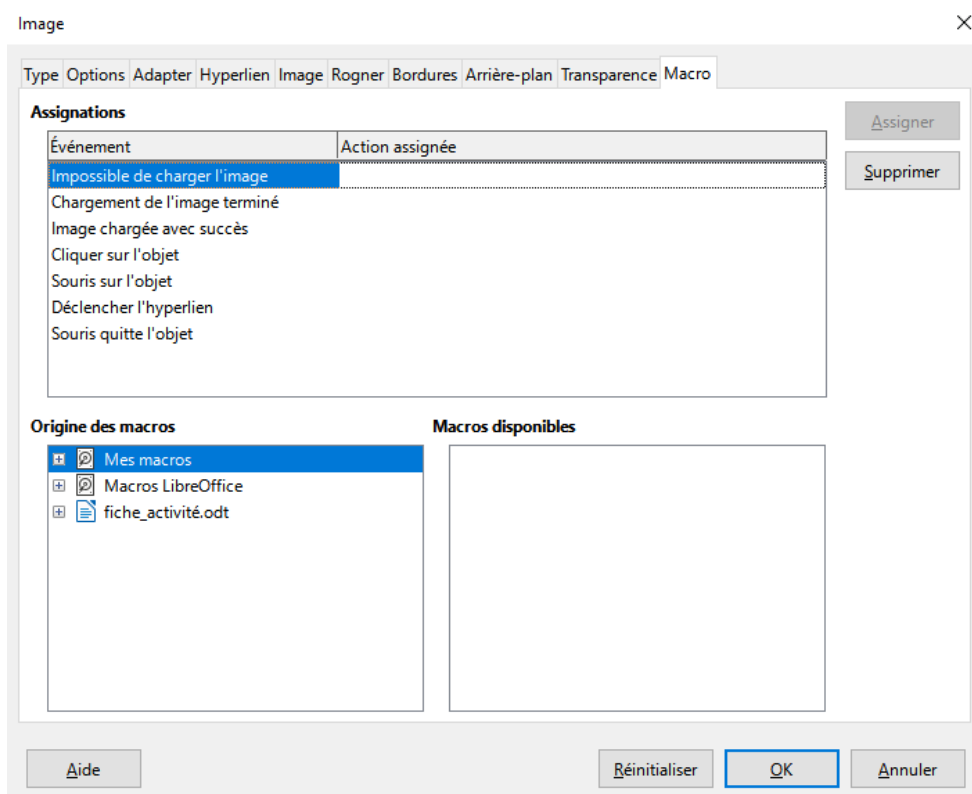 Image
Type Options Adapter Hyperlien Image Rogner Bordures Arrière-plan Transparence Macro
Assignations
Assigner
Événement Action assignée
Supprimer
Impossible de charger l'image
Chargement de l'image terminé
Image chargée avec succès
Cliquer sur l'objet
Souris sur l'objet
Déclencher l'hyperlien
Souris quitte l'objet
Origine des macros Macros disponibles
Mes macros
Macros LibreOffice
fiche_activité.odt
Aide Réinitialiser OK Annuler